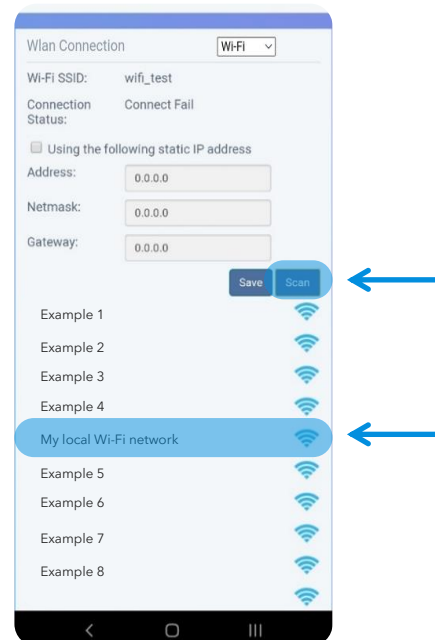 Wlan Connection Wi-Fi
Wi-Fi SSID: wifi_test
Connection Status: Connect Fail
Using the following static IP address
Address: 0.0.0.0
Netmask: 0.0.0.0
Gateway: 0.0.0.0
Save Scan
Example 1
Example 2
Example 3
Example 4
My local Wi-Fi network
Example 5
Example 6
Example 7
Example 8